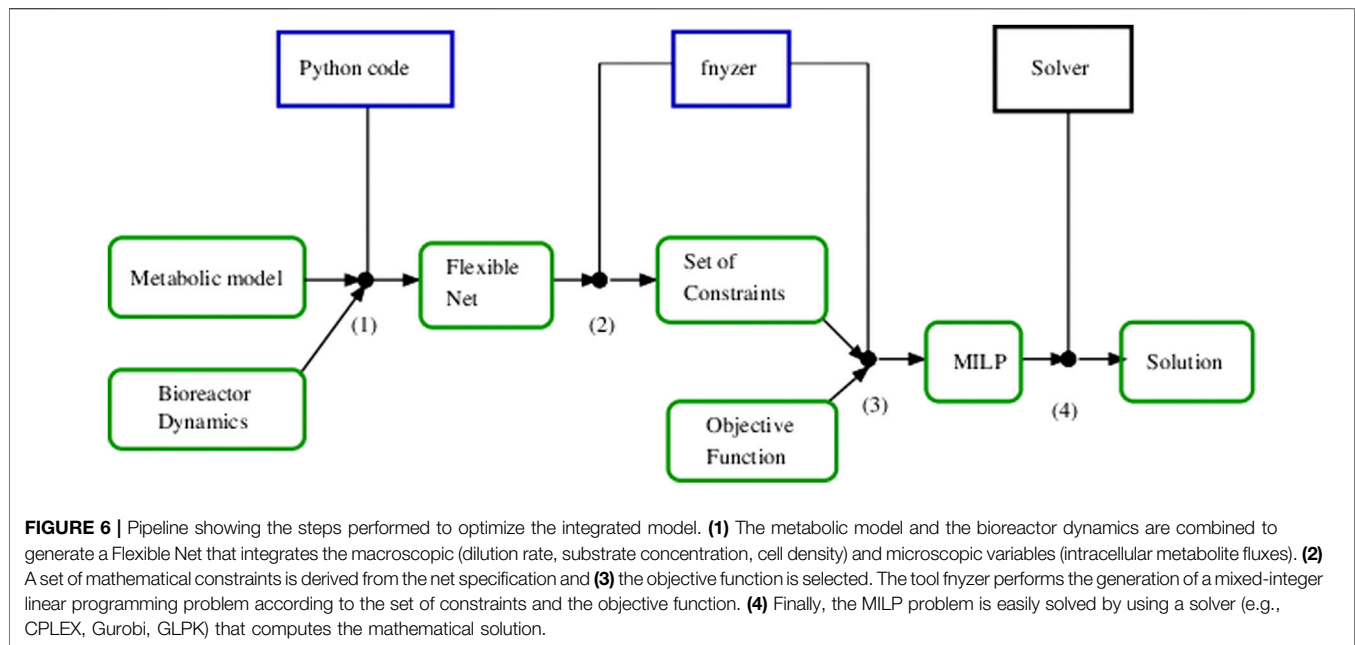 Python code
fnyzer
Solver
Metabolic model
Flexible
Net
Set of
Constraints
(1)
(2)
Bioreactor
Dynamics
MILP
Solution
(3)
(4)
Objective
Function
FIGURE 6 | Pipeline showing the steps performed to optimize the integrated model. (1) The metabolic model and the bioreactor dynamics are combined to
generate a Flexible Net that integrates the macroscopic (dilution rate, substrate concentration, cell density) and microscopic variables (intracellular metabolite fluxes). (2)
A set of mathematical constraints is derived from the net specification and (3) the objective function is selected. The tool fnyzer performs the generation of a mixed-integer
linear programming problem according to the set of constraints and the objective function. (4) Finally, the MILP problem is easily solved by using a solver (e.g.,
CPLEX, Gurobi, GLPK) that computes the mathematical solution.